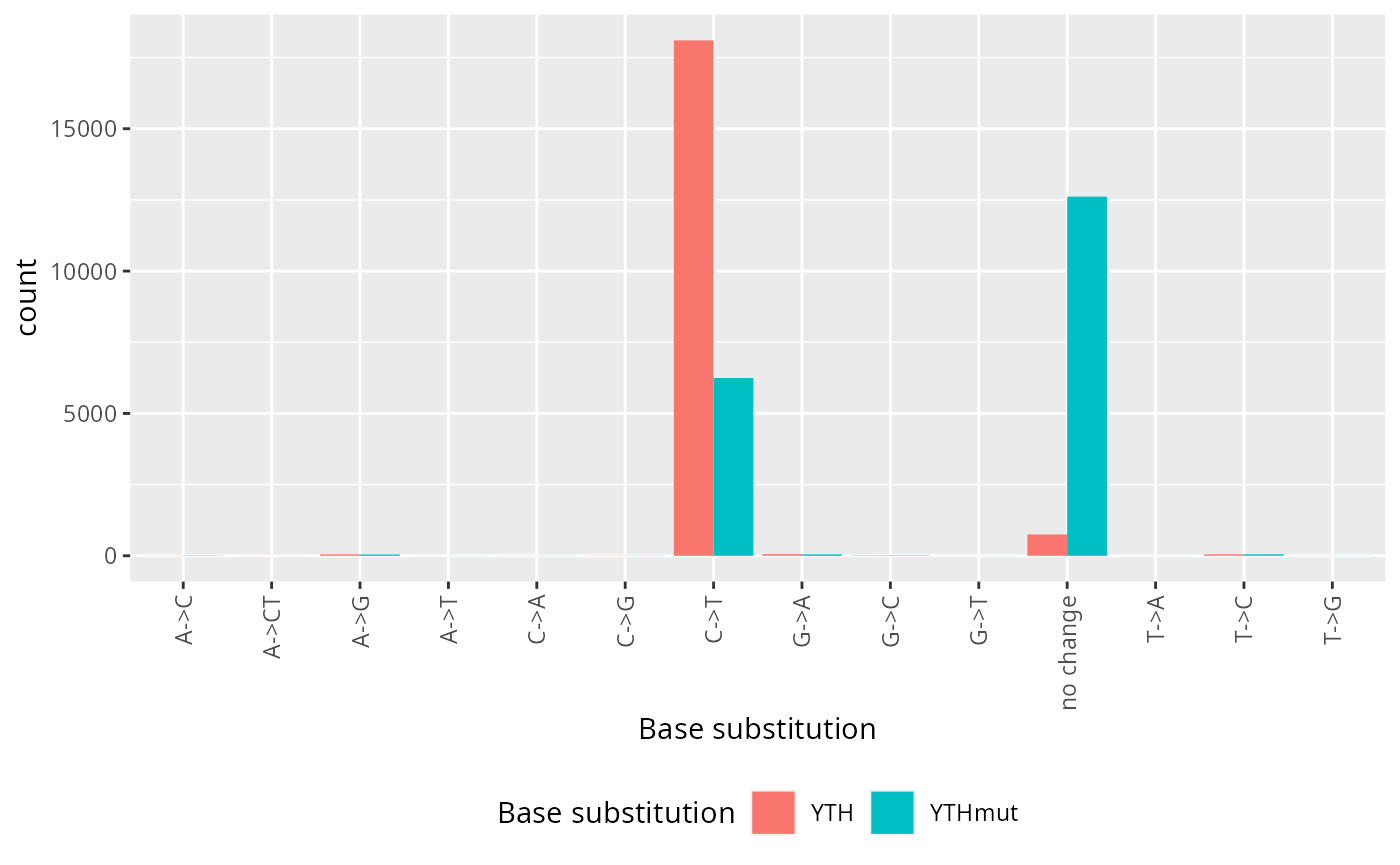 count
15000
10000
5000
0
A->C
A->CT
A->G
A->T
C->A
C->G
C->T
G->A
G->C
G->T
no change
T->A
T->C
T->G
Base substitution
Base substitution YTH YTHmut